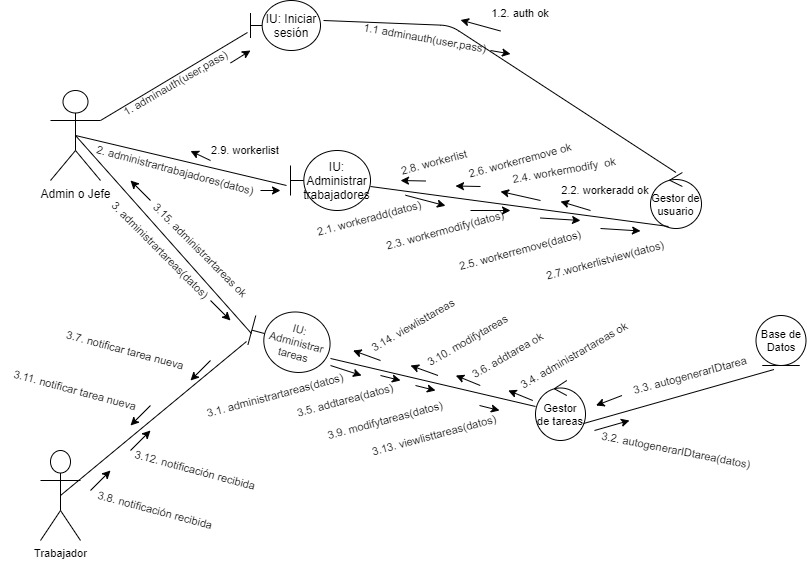 1.2. auth ok
IU: Iniciar
sesión
1.1 adminauth(user,pass)
1. adminauth(user,pass)
2.9. workerlist
2. administrartrabajadores(datos)
IU:
Administrar
trabajadores
2.8. workerlist
2.6. workerremove ok
2.4. workermodify ok
2.2. workeradd ok
Gestor de
usuario
Admin o Jefe
2.1. workeradd(datos)
2.3. workermodify(datos)
2.5. workerremove(datos)
2.7.workerlistview(datos)
3.15. administrartareas ok
3. administrartareas(datos)
IU:
Administrar
tareas
3.14. viewlisttareas
3.10. modifytareas
3.6. addtarea ok
3.4. administrartareas ok
Base de
Datos
3.7. notificar tarea nueva
3.11. notificar tarea nueva
3.1. administrartareas(datos)
3.5. addtarea(datos)
3.9. modifytareas(datos)
3.13. viewlisttareas(datos)
Gestor
de tareas
3.3. autogenerarIDtarea
3.2. autogenerarIDtarea(datos)
3.12. notificación recibida
3.8. notificación recibida
Trabajador